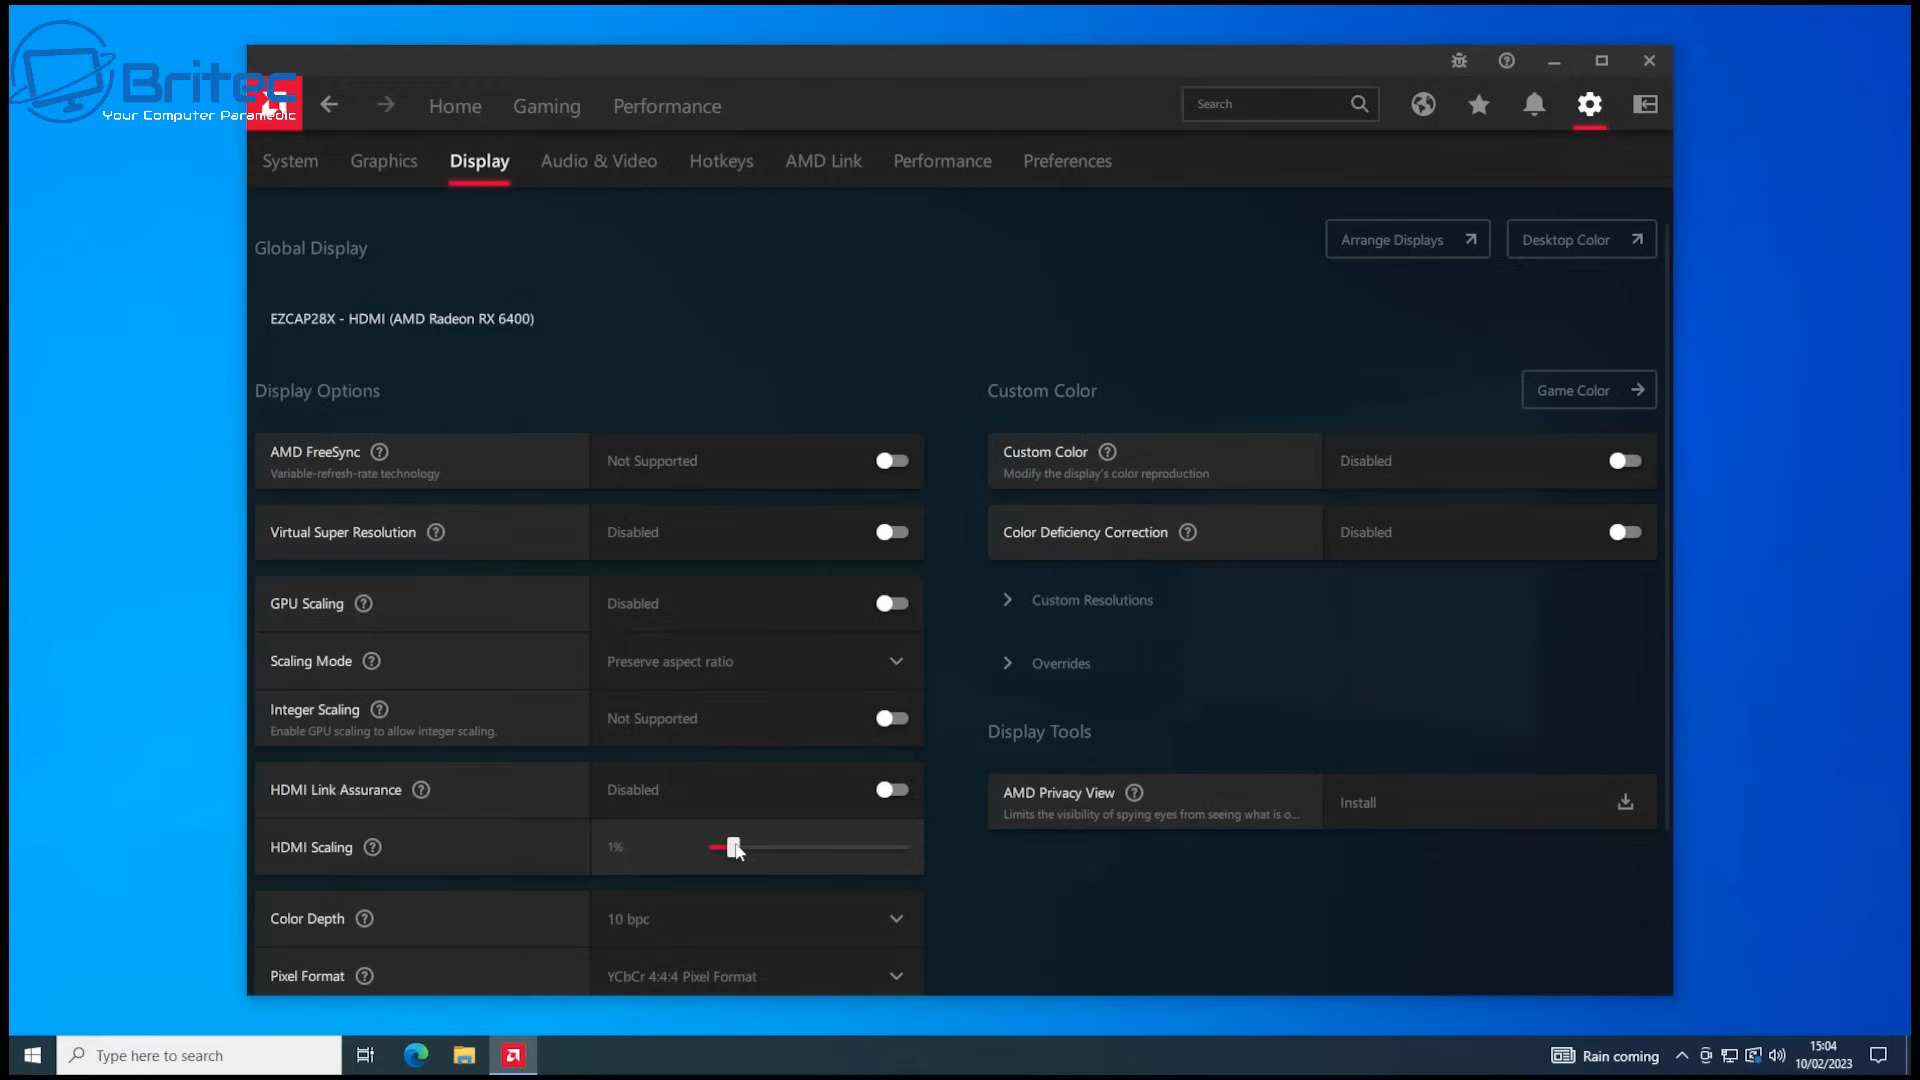 Britec
Your Computer Paramedic
Home
Gaming
Performance
Search
System
Graphics
Display
Audio & Video
Hotkeys
AMD Link
Performance
Preferences
Global Display
Arrange Displays
Desktop Color
EZCAP28X - HDMI (AMD Radeon RX 6400)
Display Options
AMD FreeSync
Variable-refresh-rate technology
Not Supported
Virtual Super Resolution
Disabled
GPU Scaling
Disabled
Scaling Mode
Preserve aspect ratio
Integer Scaling
Enable GPU scaling to allow integer scaling.
Not Supported
HDMI Link Assurance
Disabled
HDMI Scaling
1%
Color Depth
10 bpc
Pixel Format
YCbCr 4:4:4 Pixel Format
Custom Color
Game Color
Custom Color
Modify the display's color reproduction
Disabled
Color Deficiency Correction
Disabled
Custom Resolutions
Overrides
Display Tools
AMD Privacy View
Limits the visibility of spying eyes from seeing what is o...
Install
Type here to search
Rain coming
15:04
10/02/2023